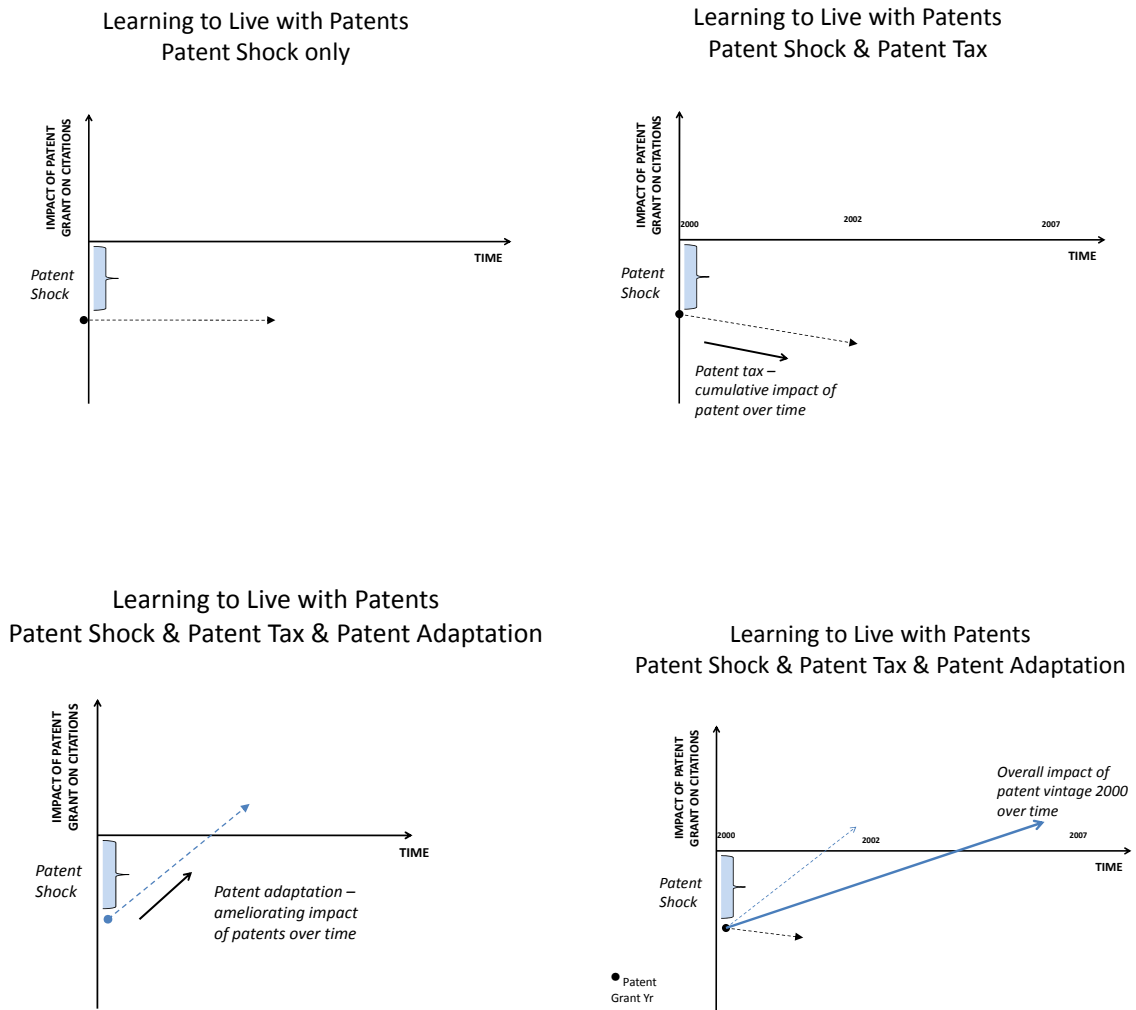 Learning to Live with Patents
Patent Shock only
IMPACT OF PATENT
GRANT ON CITATIONS
TIME
Patent
Shock
Learning to Live with Patents
Patent Shock & Patent Tax
IMPACT OF PATENT
GRANT ON CITATIONS
2000
2002
2007
TIME
Patent
Shock
Patent tax –
cumulative impact of
patent over time
Learning to Live with Patents
Patent Shock & Patent Tax & Patent Adaptation
IMPACT OF PATENT
GRANT ON CITATIONS
TIME
Patent
Shock
Patent adaptation –
ameliorating impact
of patents over time
Learning to Live with Patents
Patent Shock & Patent Tax & Patent Adaptation
IMPACT OF PATENT
GRANT ON CITATIONS
Overall impact of
patent vintage 2000
over time
2000
2002
2007
TIME
Patent
Shock
Patent
Grant Yr